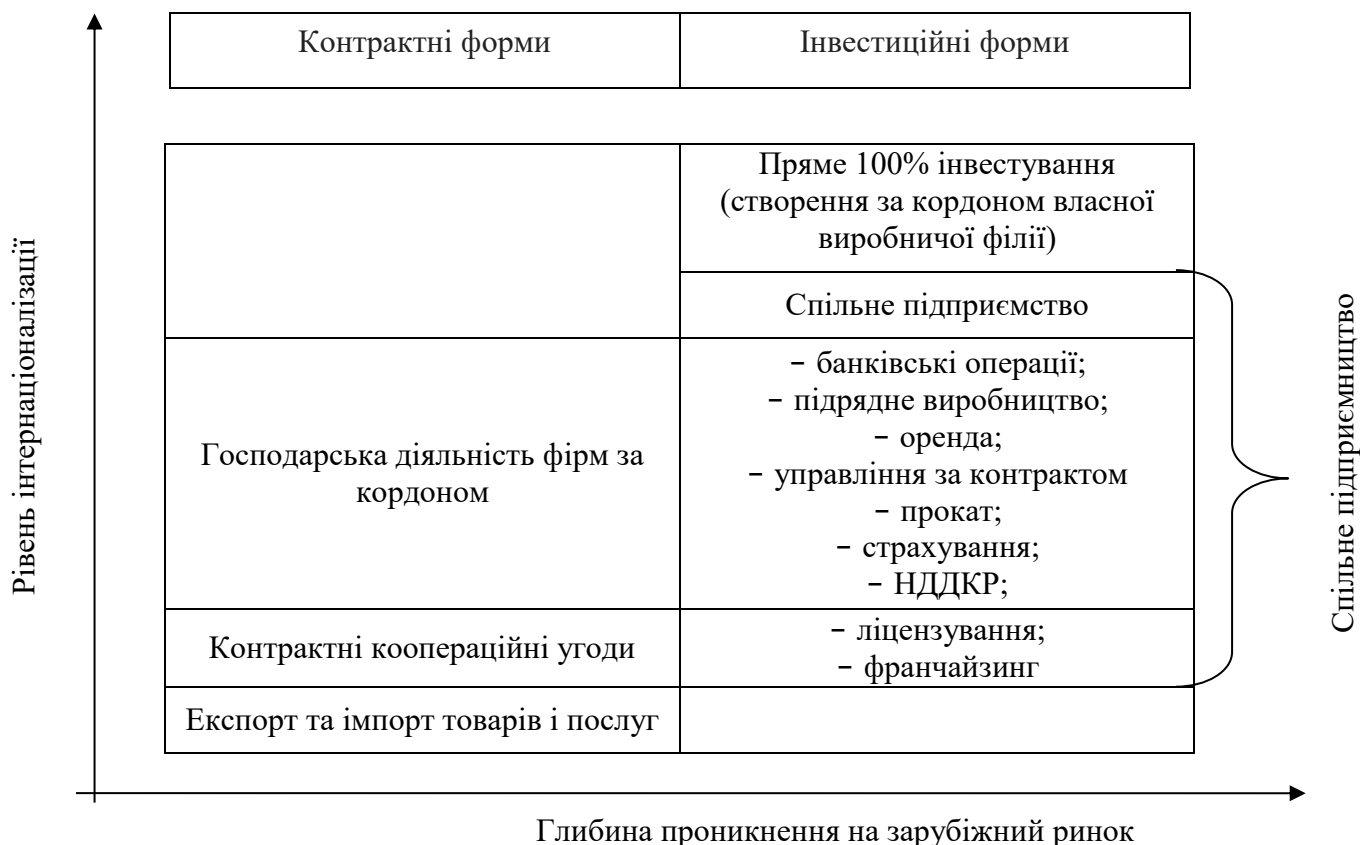 Контрактні форми
Інвестиційні форми
Пряме 100% інвестування
(створення за кордоном власної
виробничої філії)
Спільне підприємство
Господарська діяльність фірм за
кордоном
− банківські операції;
− підрядне виробництво;
− оренда;
− управління за контрактом
− прокат;
− страхування;
− НДДКР;
Контрактні коопераційні угоди
− ліцензування;
− франчайзинг
Експорт та імпорт товарів і послуг
Рівень інтернаціоналізації
Спільне підприємництво
Глибина проникнення на зарубіжний ринок